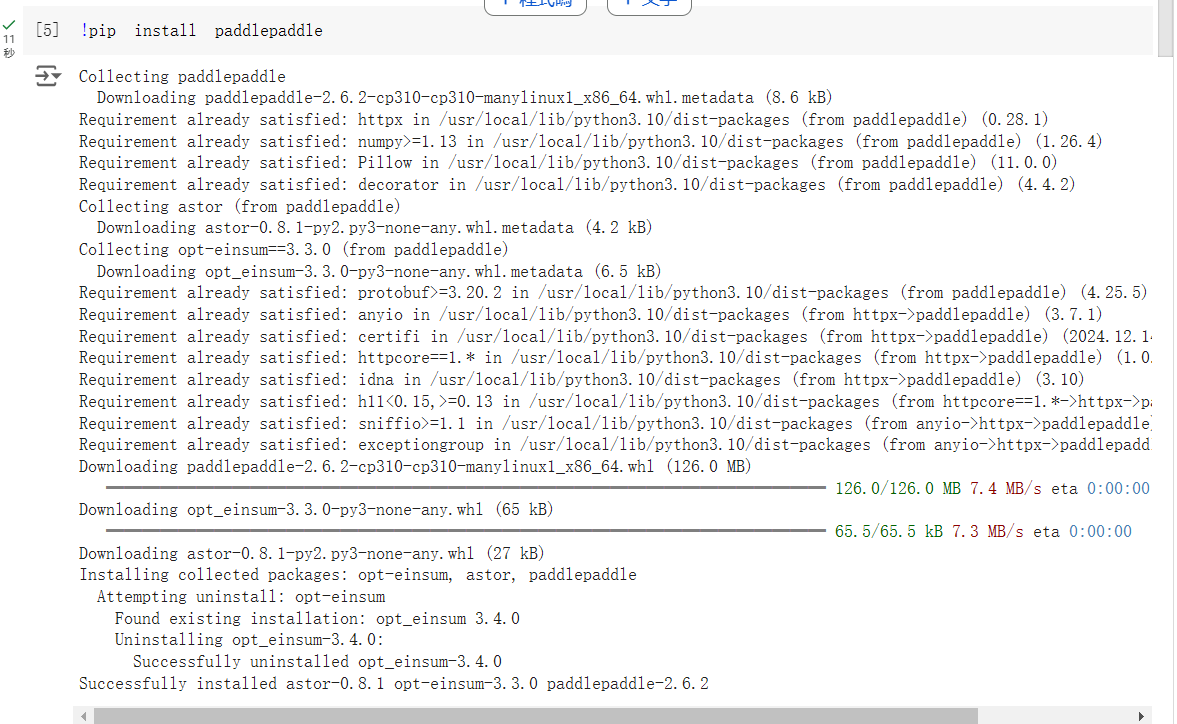 + 程式碼 + 文字
[5] !pip install paddlepaddle
11
秒
Collecting paddlepaddle
Downloading paddlepaddle-2.6.2-cp310-cp310-manylinux1_x86_64.whl.metadata (8.6 kB)
Requirement already satisfied: httpx in /usr/local/lib/python3.10/dist-packages (from paddlepaddle) (0.28.1)
Requirement already satisfied: numpy>=1.13 in /usr/local/lib/python3.10/dist-packages (from paddlepaddle) (1.26.4)
Requirement already satisfied: Pillow in /usr/local/lib/python3.10/dist-packages (from paddlepaddle) (11.0.0)
Requirement already satisfied: decorator in /usr/local/lib/python3.10/dist-packages (from paddlepaddle) (4.4.2)
Collecting astor (from paddlepaddle)
Downloading astor-0.8.1-py2.py3-none-any.whl.metadata (4.2 kB)
Collecting opt-einsum==3.3.0 (from paddlepaddle)
Downloading opt_einsum-3.3.0-py3-none-any.whl.metadata (6.5 kB)
Requirement already satisfied: protobuf>=3.20.2 in /usr/local/lib/python3.10/dist-packages (from paddlepaddle) (4.25.5)
Requirement already satisfied: anyio in /usr/local/lib/python3.10/dist-packages (from httpx->paddlepaddle) (3.7.1)
Requirement already satisfied: certifi in /usr/local/lib/python3.10/dist-packages (from httpx->paddlepaddle) (2024.12.14
Requirement already satisfied: httpcore==1.* in /usr/local/lib/python3.10/dist-packages (from httpx->paddlepaddle) (1.0.
Requirement already satisfied: idna in /usr/local/lib/python3.10/dist-packages (from httpx->paddlepaddle) (3.10)
Requirement already satisfied: h11<0.15,>=0.13 in /usr/local/lib/python3.10/dist-packages (from httpcore==1.*->httpx->pa
Requirement already satisfied: sniffio>=1.1 in /usr/local/lib/python3.10/dist-packages (from anyio->httpx->paddlepaddle)
Requirement already satisfied: exceptiongroup in /usr/local/lib/python3.10/dist-packages (from anyio->httpx->paddlepadd
Downloading paddlepaddle-2.6.2-cp310-cp310-manylinux1_x86_64.whl (126.0 MB)
126.0/126.0 MB 7.4 MB/s eta 0:00:00
Downloading opt_einsum-3.3.0-py3-none-any.whl (65 kB)
65.5/65.5 kB 7.3 MB/s eta 0:00:00
Downloading astor-0.8.1-py2.py3-none-any.whl (27 kB)
Installing collected packages: opt-einsum, astor, paddlepaddle
Attempting uninstall: opt-einsum
Found existing installation: opt_einsum 3.4.0
Uninstalling opt_einsum-3.4.0:
Successfully uninstalled opt_einsum-3.4.0
Successfully installed astor-0.8.1 opt-einsum-3.3.0 paddlepaddle-2.6.2